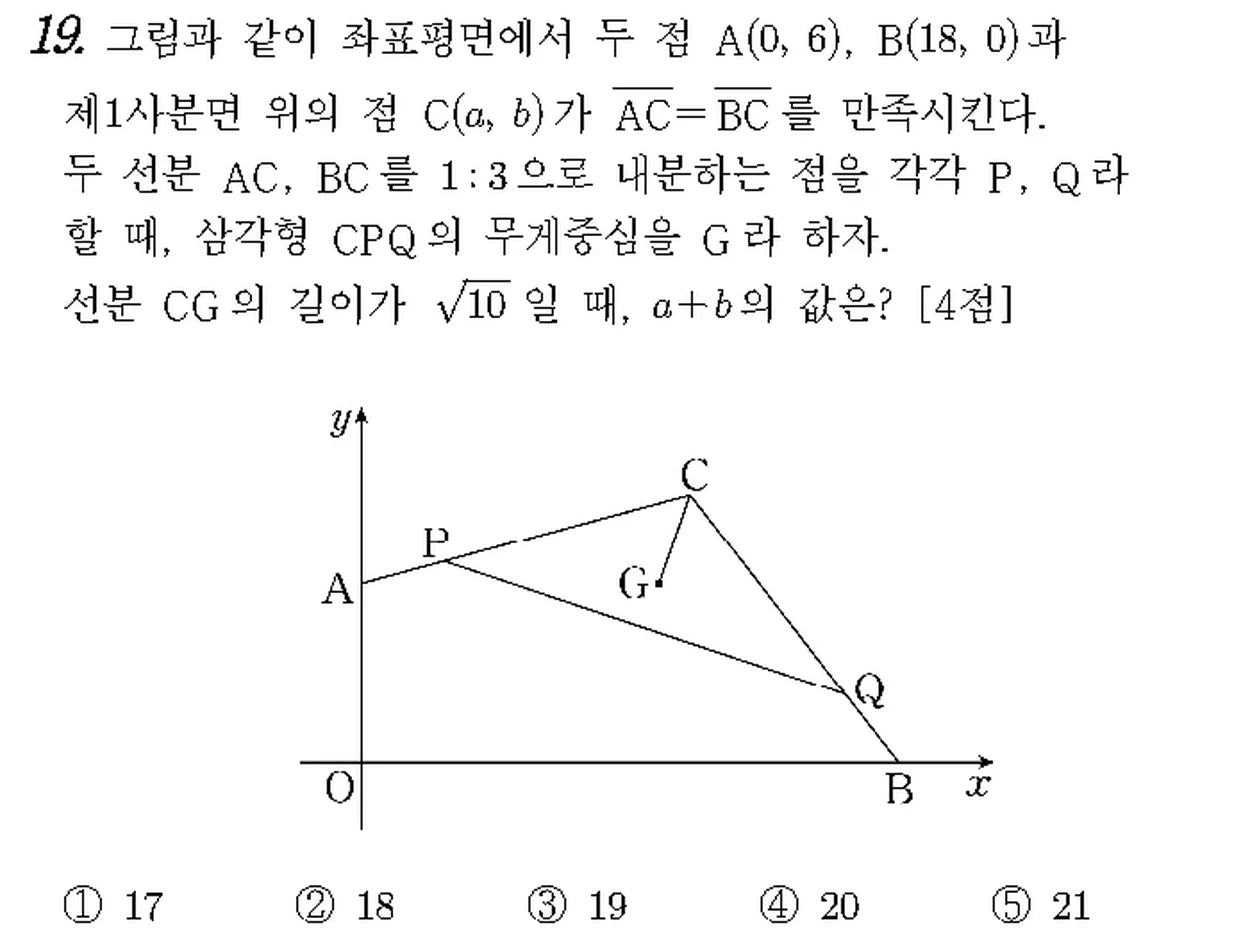 19. 그림과 같이 좌표평면에서 두 점 A(0, 6), B(18, 0)과
제1사분면 위의 점 C(a, b)가 \overline{AC}=\overline{BC}를 만족시킨다.
두 선분 AC, BC를 1:3으로 내분하는 점을 각각 P, Q라
할 때, 삼각형 CPQ의 무게중심을 G라 하자.
선분 CG의 길이가 √10 일 때, a+b의 값은? [4점]
y
C
P
A
G
Q
O
B
x
① 17 ② 18 ③ 19 ④ 20 ⑤ 21